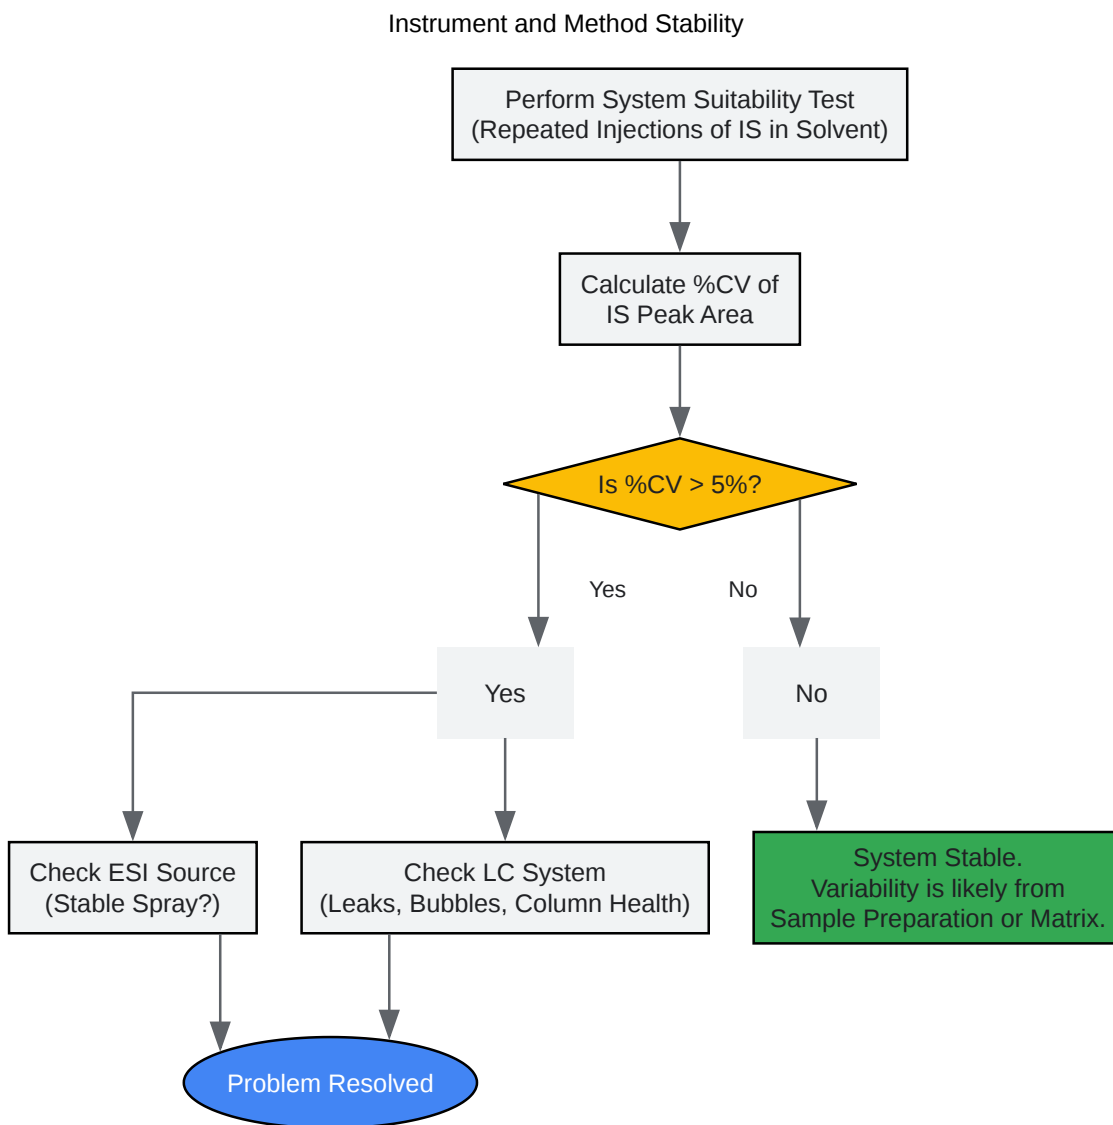 Instrument and Method Stability
Perform System Suitability Test
(Repeated Injections of IS in Solvent)
Calculate %CV of
IS Peak Area
Is %CV > 5%?
Yes
No
Yes
No
Check ESI Source
(Stable Spray?)
Check LC System
(Leaks, Bubbles, Column Health)
System Stable.
Variability is likely from
Sample Preparation or Matrix.
Problem Resolved